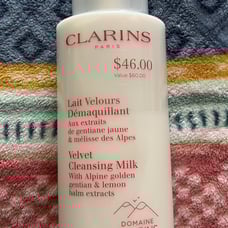 CLARINS
PARIS
$46.00
Value $60.00
Lait Velours
Démaquillant
Aux extraits
de gentiane jaune
& mélisse des Alpes
Velvet
Cleansing Milk
With Alpine golden
gentian & lemon
balm extracts
DOMAINE